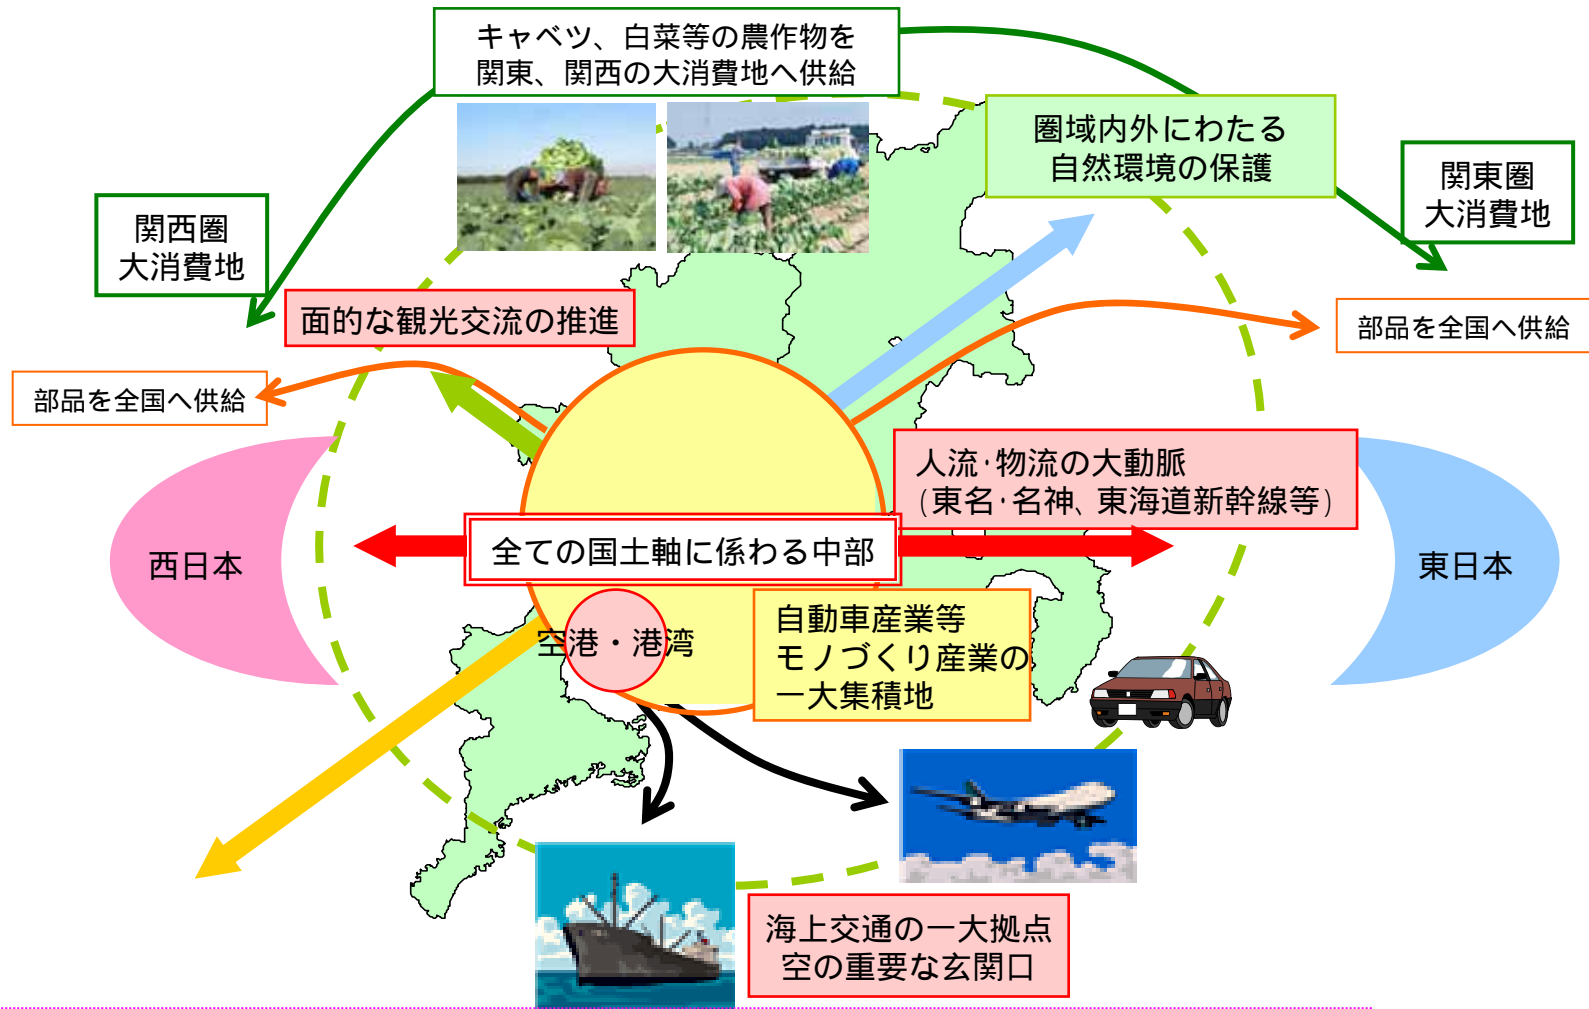 キャベツ、白菜等の農作物を
関東、関西の大消費地へ供給
圏域内外にわたる
自然環境の保護
関東圏
大消費地
関西圏
大消費地
面的な観光交流の推進
部品を全国へ供給
部品を全国へ供給
人流・物流の大動脈
(東名・名神、東海道新幹線等)
全ての国土軸に係わる中部
西日本
東日本
空港・港湾
自動車産業等
モノづくり産業の
一大集積地
海上交通の一大拠点
空の重要な玄関口